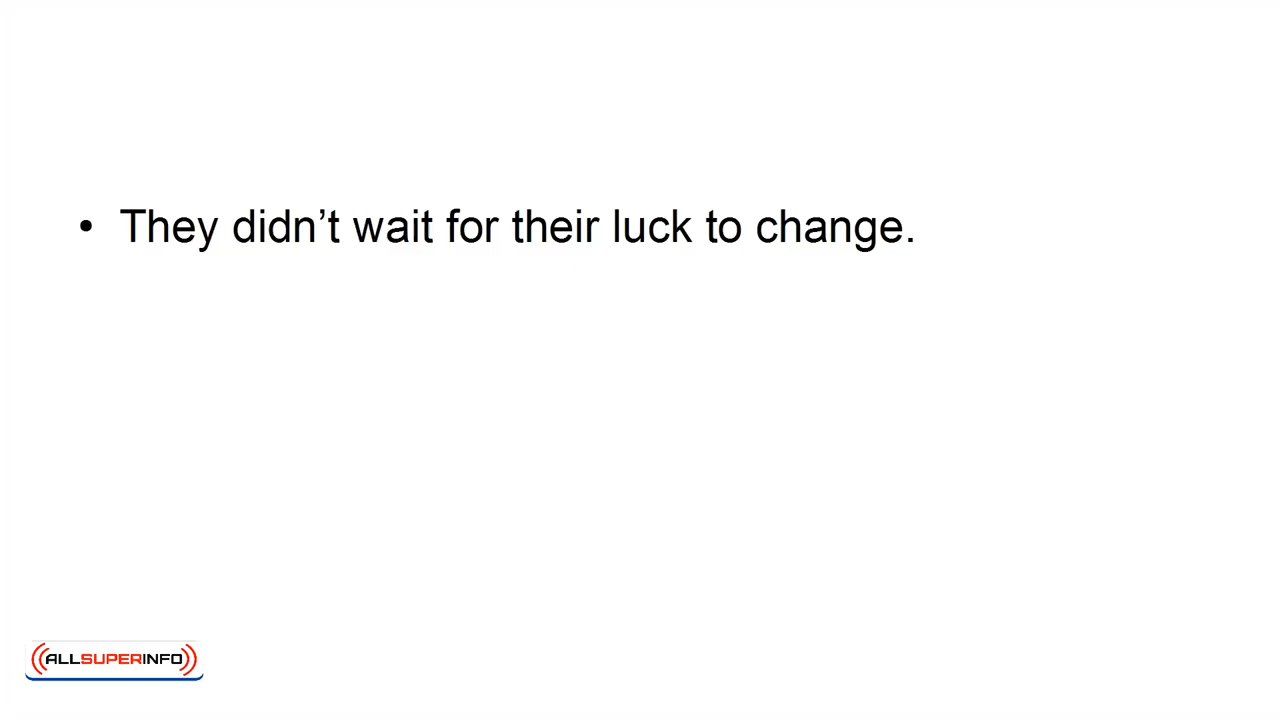 • They didn’t wait for their luck to change.
ALLSUPERINFO